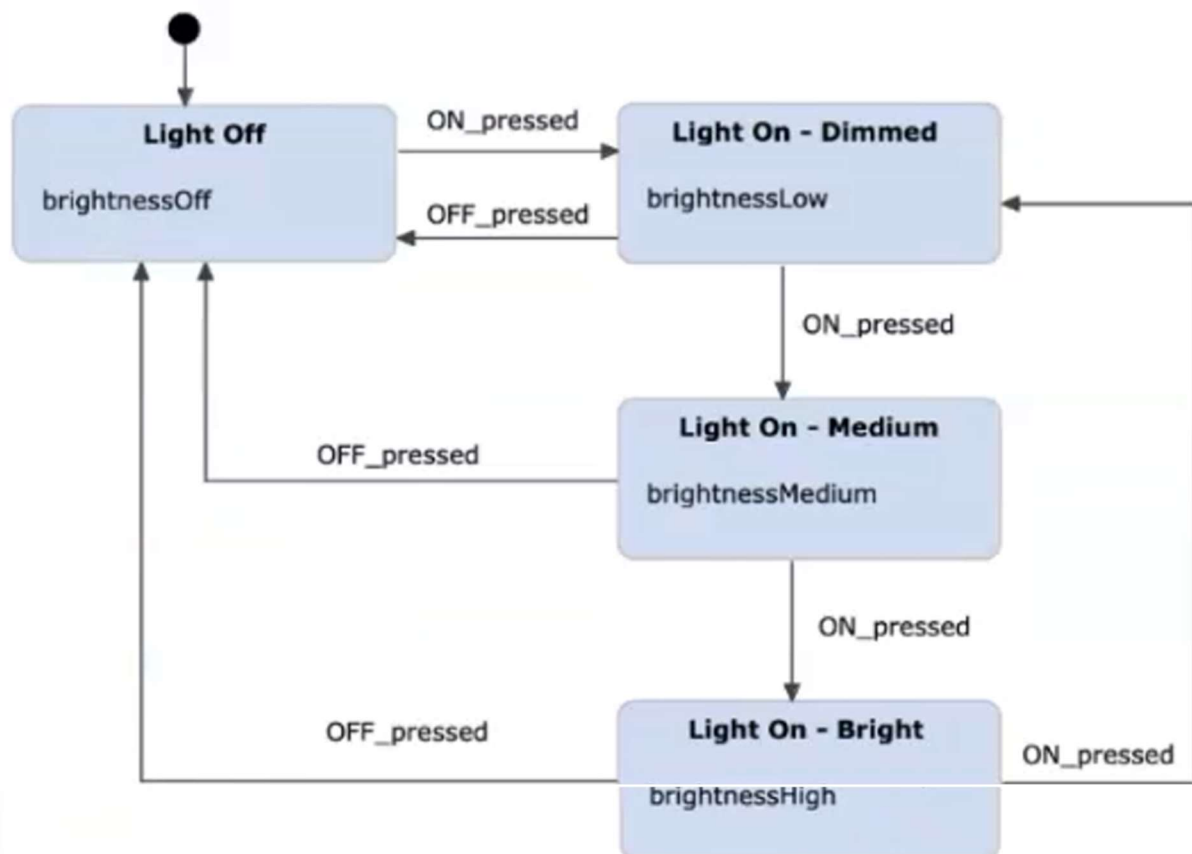 Light Off
brightnessOff
ON_pressed
OFF_pressed
Light On - Dimmed
brightnessLow
ON_pressed
Light On - Medium
brightnessMedium
OFF_pressed
ON_pressed
Light On - Bright
brightnessHigh
OFF_pressed
ON_pressed